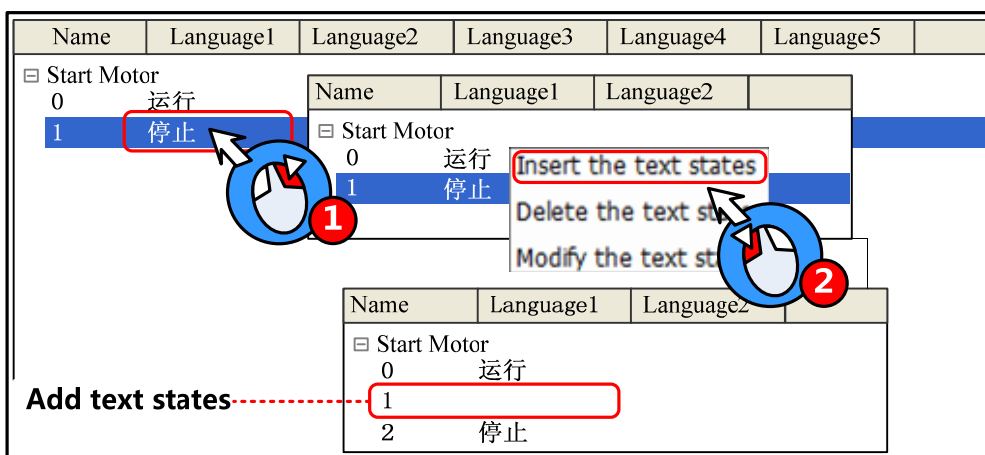 Name Language1 Language2 Language3 Language4 Language5
Start Motor
0 运行
1 停止
Name Language1 Language2
Start Motor
0 运行
1 停止
Insert the text states
Delete the text
Modify the text
1
2
Name Language1 Language2
Start Motor
0 运行
Add text states 1
2 停止